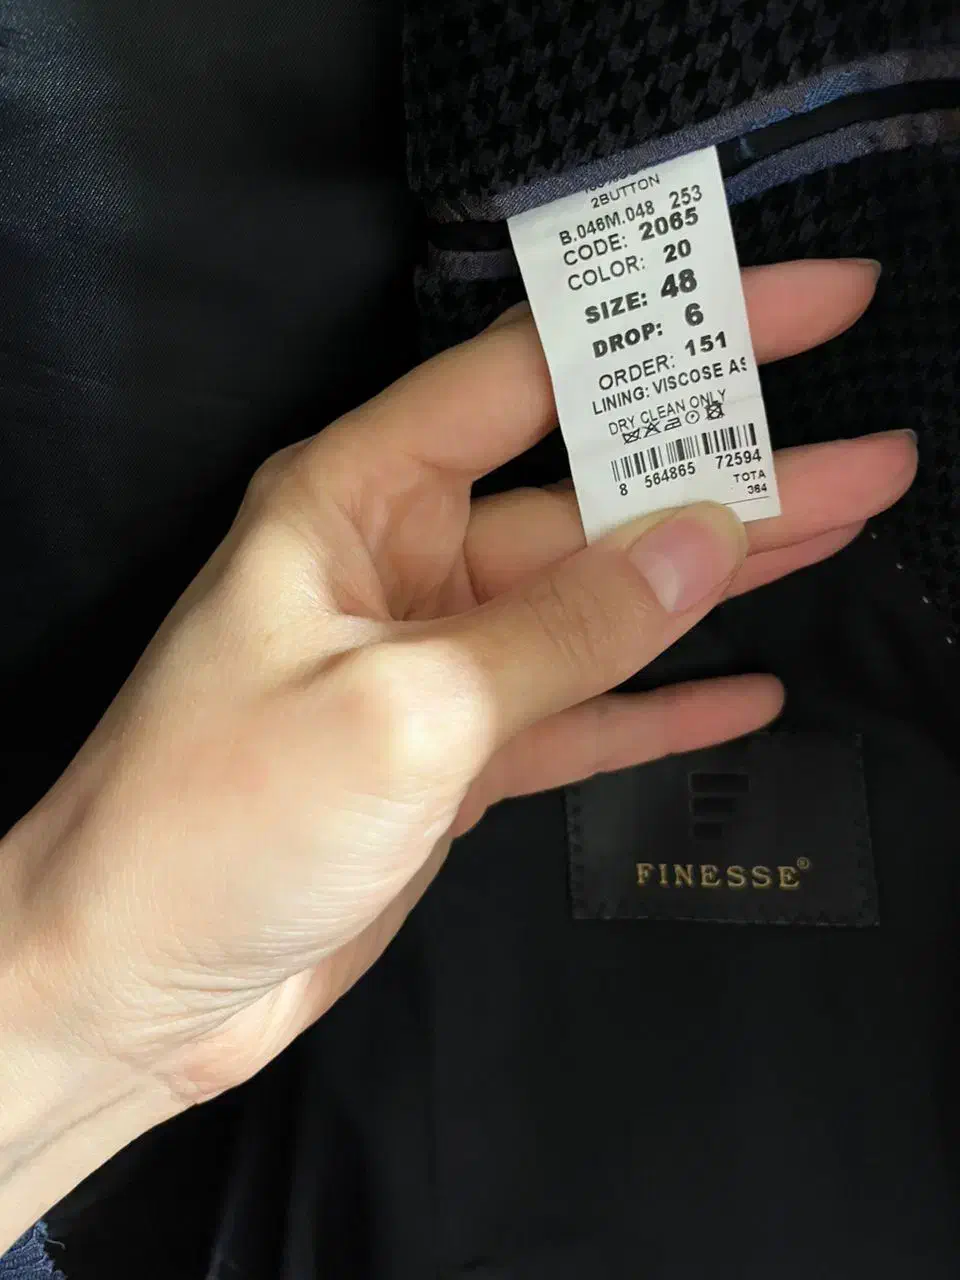 2BUTTON
B.046M.048 253
CODE: 2065
COLOR: 20
SIZE: 48
DROP: 6
ORDER: 151
LINING: VISCOSE AS
DRY CLEAN ONLY
8 564865 72594
TOTA
364
FINESSE®